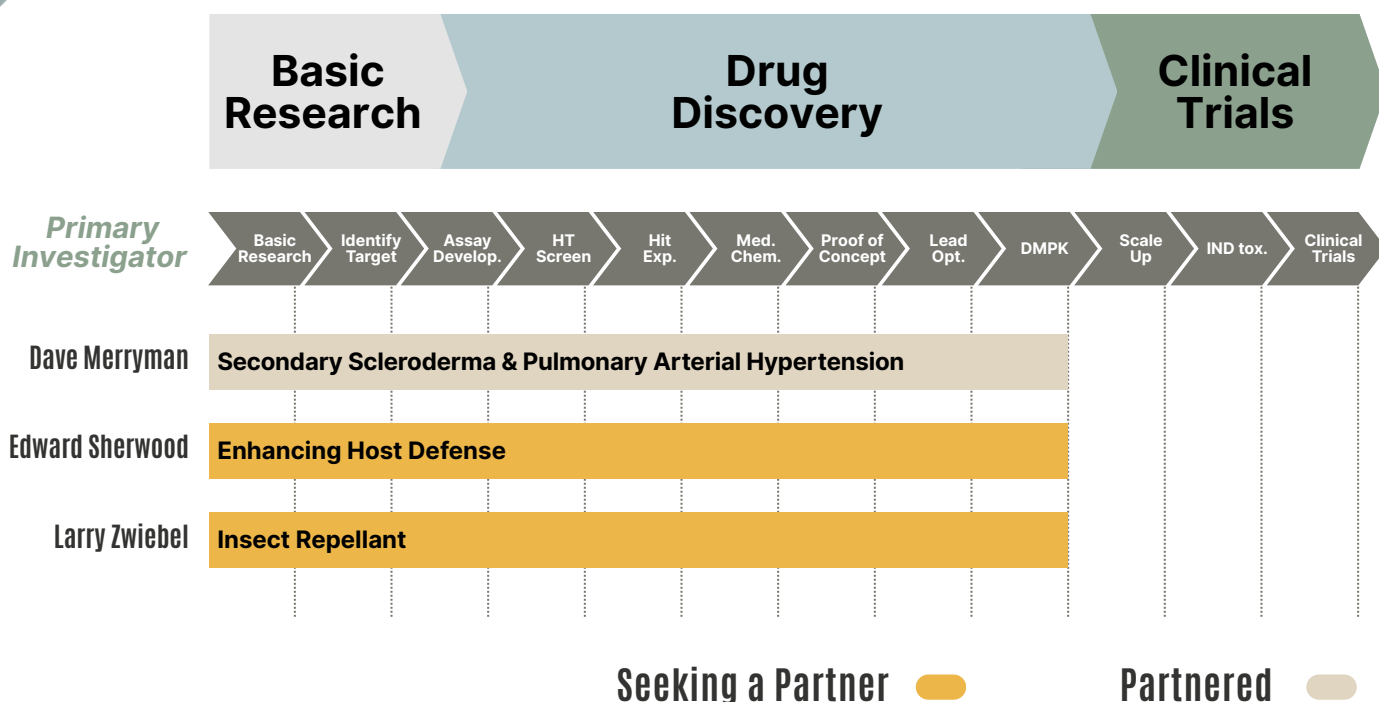 Basic
Research
Drug
Discovery
Clinical
Trials
Primary
Investigator
Basic
Research
Identify
Target
Assay
Develop.
HT
Screen
Hit
Exp.
Med.
Chem.
Proof of
Concept
Lead
Opt.
DMPK
Scale
Up
IND tox.
Clinical
Trials
Dave Merryman
Secondary Scleroderma & Pulmonary Arterial Hypertension
Edward Sherwood
Enhancing Host Defense
Larry Zwiebel
Insect Repellant
Seeking a Partner
Partnered